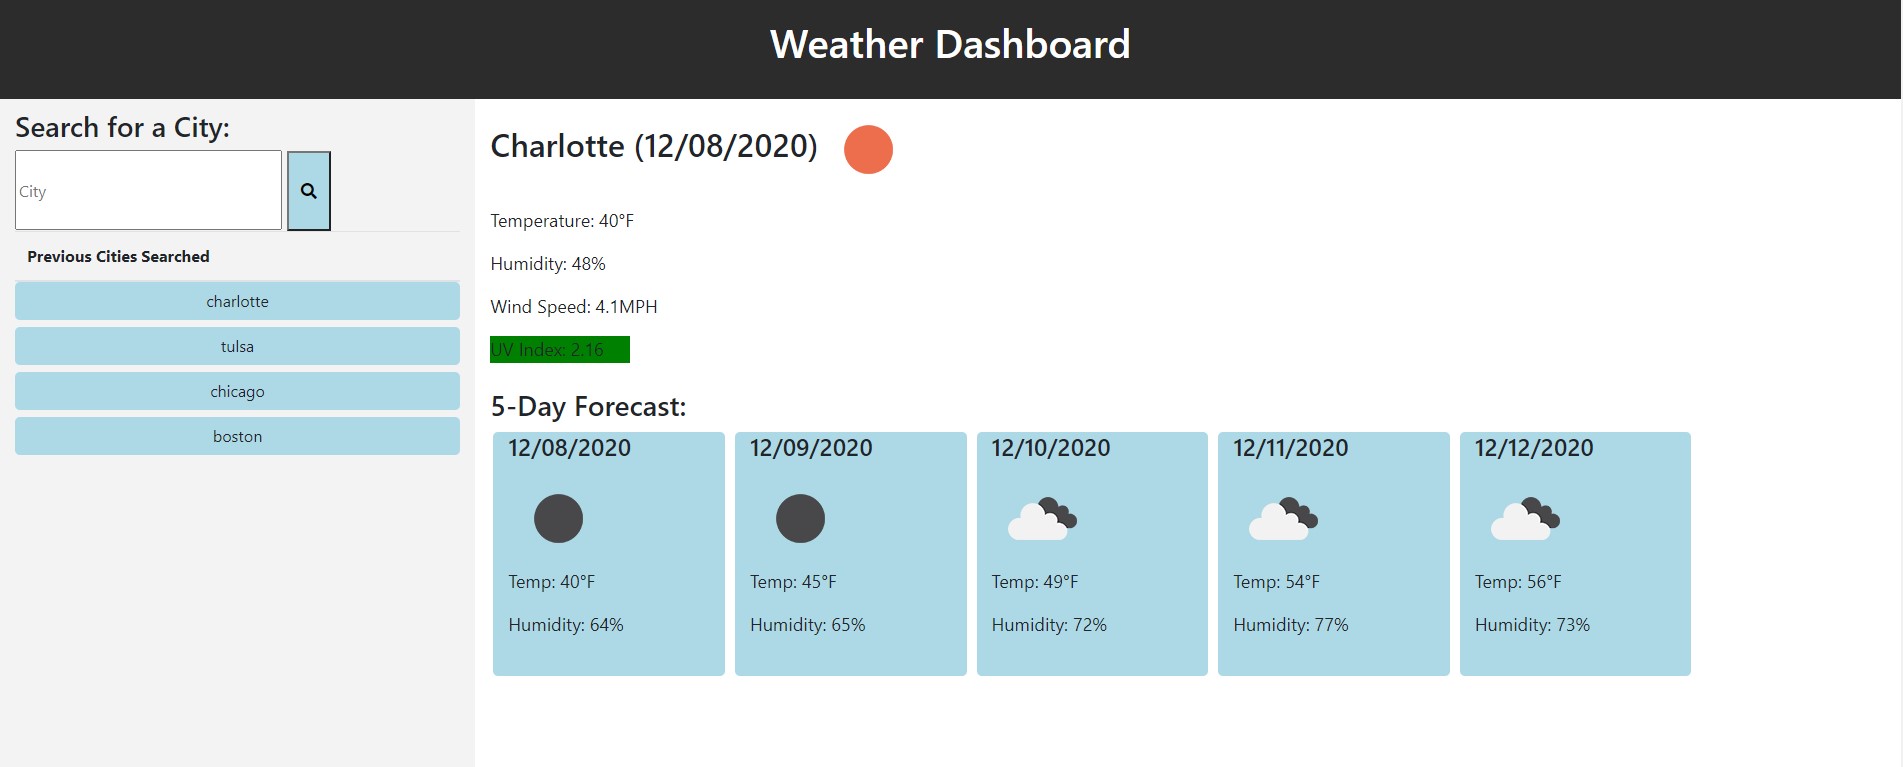 Weather Dashboard
Search for a City:
City
Previous Cities Searched
charlotte
tulsa
chicago
boston
Charlotte (12/08/2020)
Temperature: 40°F
Humidity: 48%
Wind Speed: 4.1MPH
UV Index: 2.16
5-Day Forecast:
12/08/2020
Temp: 40°F
Humidity: 64%
12/09/2020
Temp: 45°F
Humidity: 65%
12/10/2020
Temp: 49°F
Humidity: 72%
12/11/2020
Temp: 54°F
Humidity: 77%
12/12/2020
Temp: 56°F
Humidity: 73%